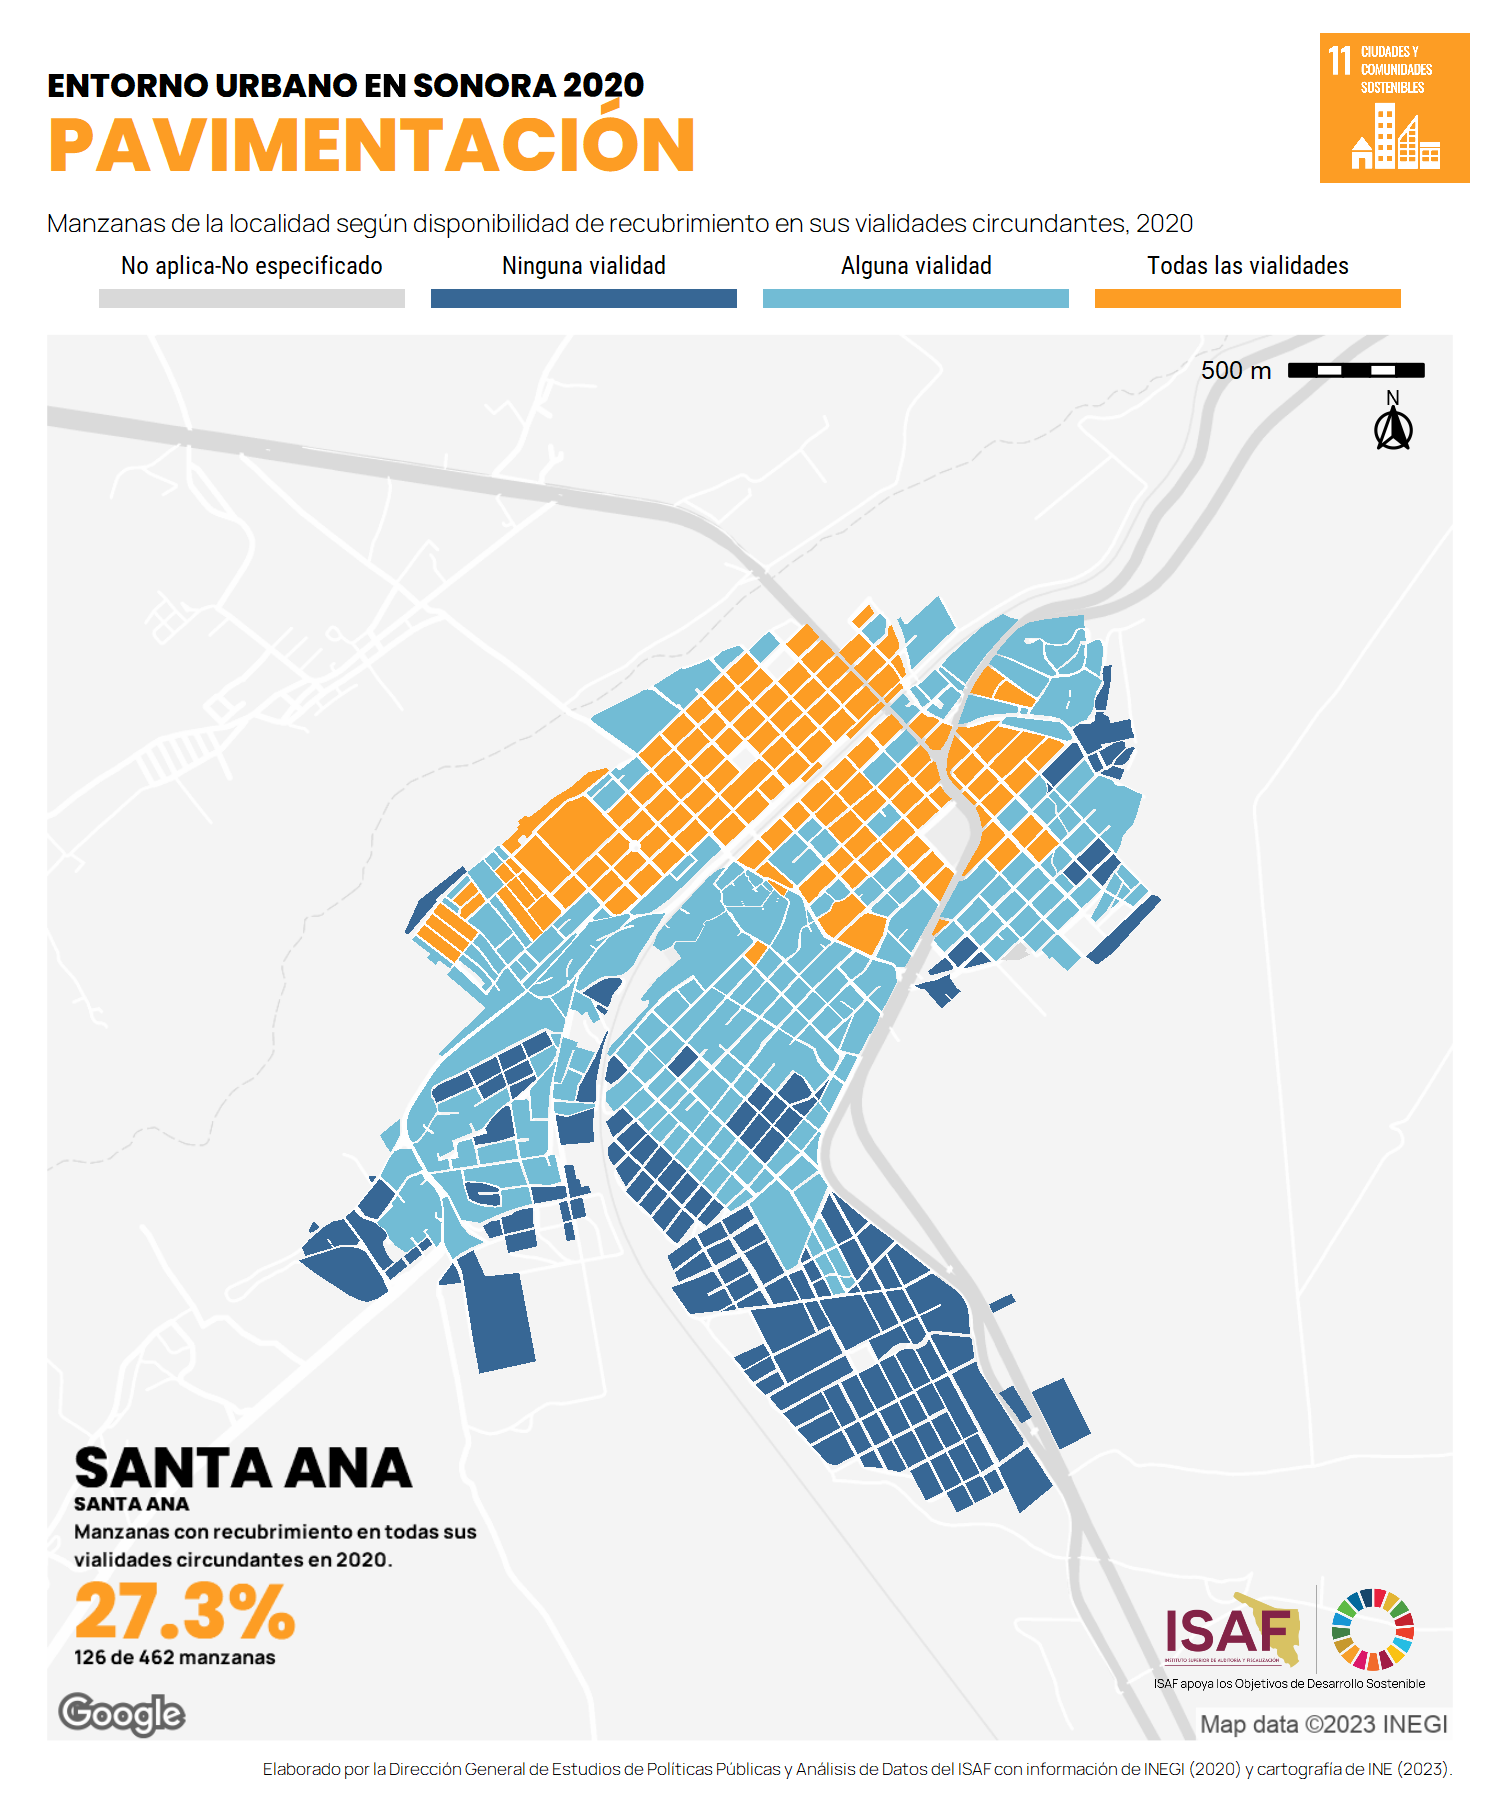 11 CIUDADES Y
COMUNIDADES
SOSTENIBLES
ENTORNO URBANO EN SONORA 2020
PAVIMENTACIÓN
Manzanas de la localidad según disponibilidad de recubrimiento en sus vialidades circundantes, 2020
No aplica-No especificado
Ninguna vialidad
Alguna vialidad
Todas las vialidades
500 m
N
SANTA ANA
SANTA ANA
Manzanas con recubrimiento en todas sus
vialidades circundantes en 2020.
27.3%
126 de 462 manzanas
ISAF
INSTITUTO SUPERIOR DE AUDITORÍA Y FISCALIZACIÓN
ISAF apoya los Objetivos de Desarrollo Sostenible
Google
Map data ©2023 INEGI
Elaborado por la Dirección General de Estudios de Políticas Públicas y Análisis de Datos del ISAF con información de INEGI (2020) y cartografía de INE (2023).